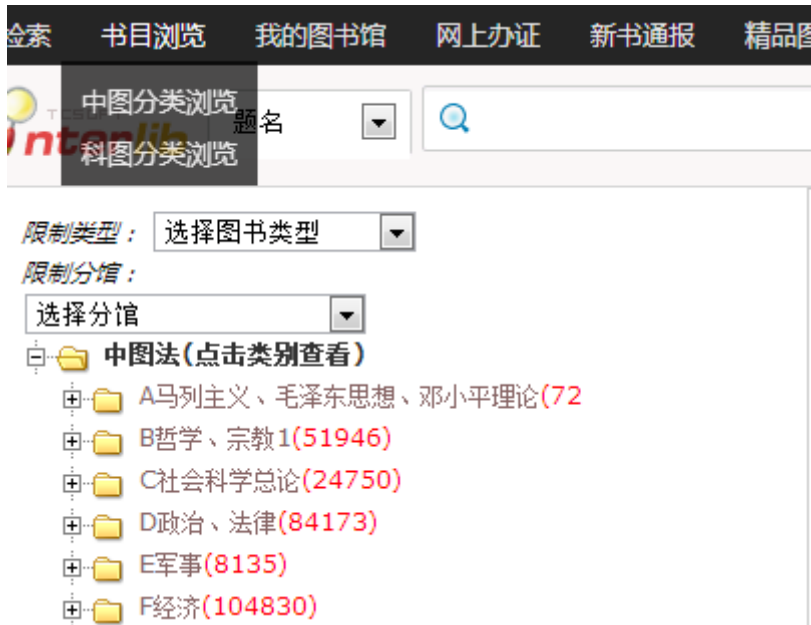 检索 书目浏览 我的图书馆 网上办证 新书通报 精品图
中图分类浏览
科图分类浏览
题名
限制类型：
选择图书类型
限制分馆：
选择分馆
中图法(点击类别查看)
A马列主义、毛泽东思想、邓小平理论(72
B哲学、宗教1(51946)
C社会科学总论(24750)
D政治、法律(84173)
E军事(8135)
F经济(104830)